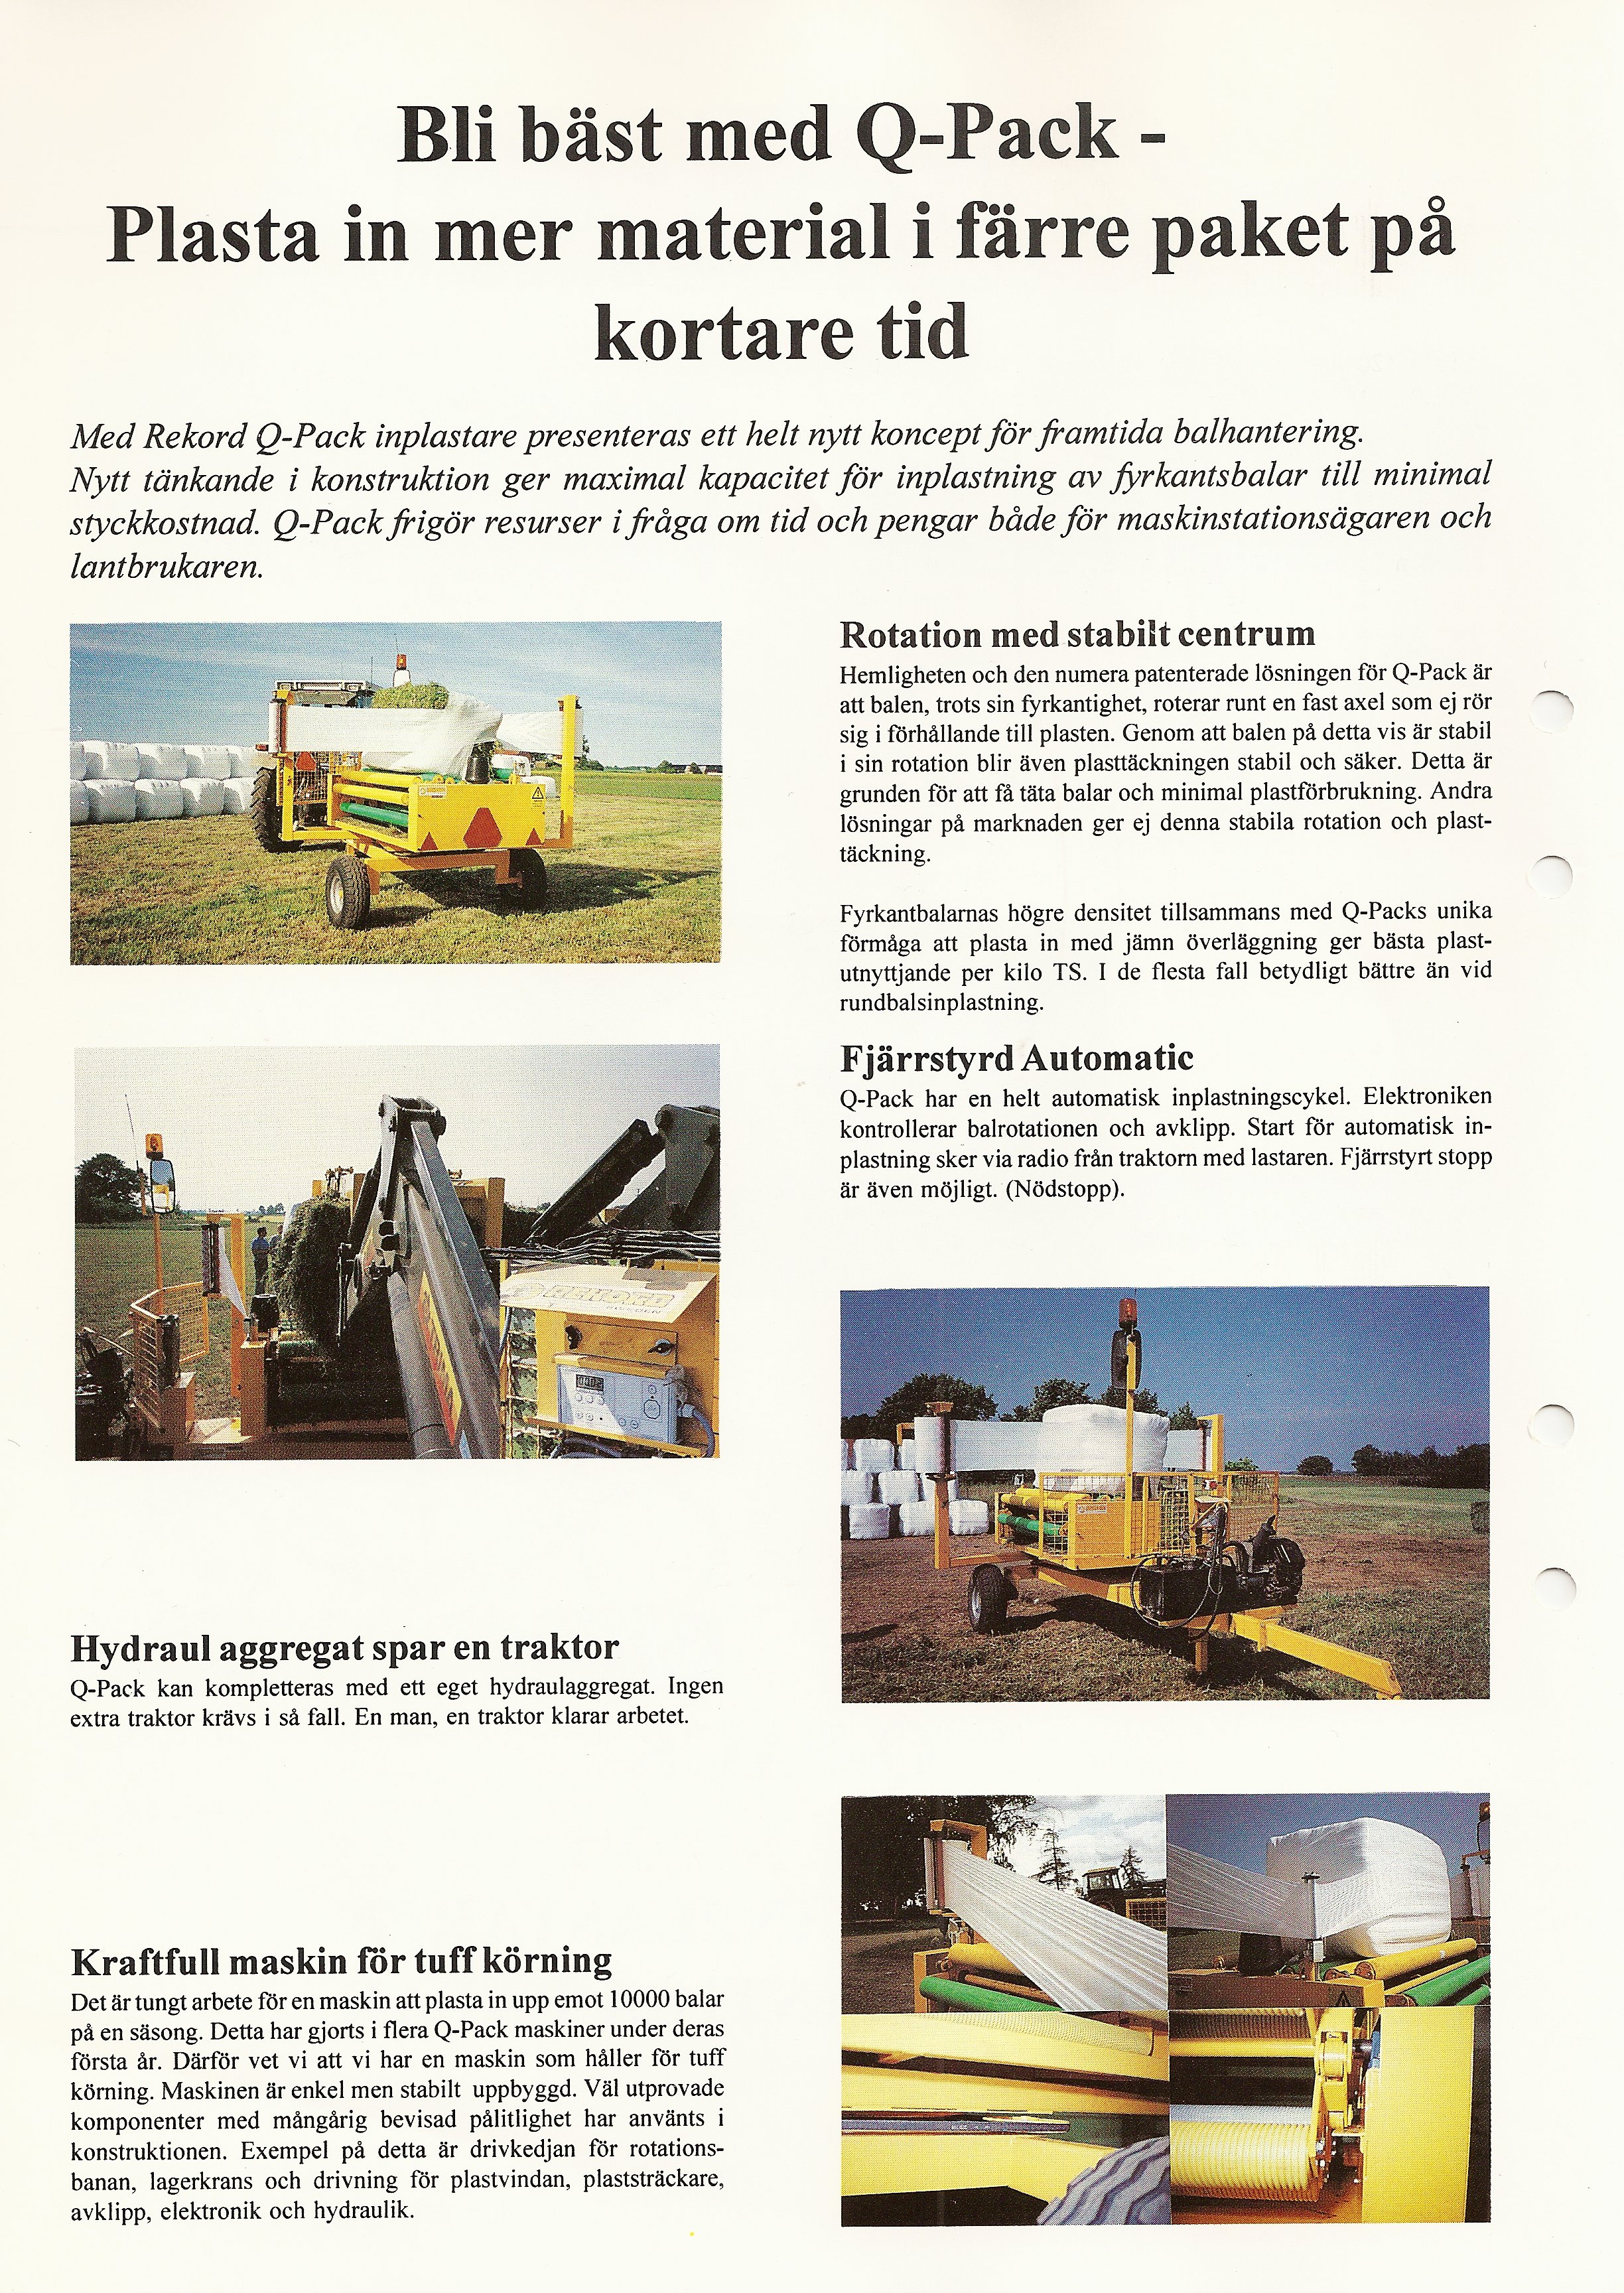 Bli bäst med Q-Pack -
Plasta in mer material i färre paket på
kortare tid
Med Rekord Q-Pack inplastare presenteras ett helt nytt koncept för framtida balhantering.
Nytt tänkande i konstruktion ger maximal kapacitet för inplastning av fyrkantsbalar till minimal
styckkostnad. Q-Pack frigör resurser i fråga om tid och pengar både för maskinstationsägaren och
lantbrukaren.
Rotation med stabilt centrum
Hemligheten och den numera patenterade lösningen för Q-Pack är
att balen, trots sin fyrkantighet, roterar runt en fast axel som ej rör
sig i förhållande till plasten. Genom att balen på detta vis är stabil
i sin rotation blir även plasttäckningen stabil och säker. Detta är
grunden för att få täta balar och minimal plastförbrukning. Andra
lösningar på marknaden ger ej denna stabila rotation och plast-
täckning.
Fyrkantbalarnas högre densitet tillsammans med Q-Packs unika
förmåga att plasta in med jämn överläggning ger bästa plast-
utnyttjande per kilo TS. I de flesta fall betydligt bättre än vid
rundbalsinplastning.
Fjärrstyrd Automatic
Q-Pack har en helt automatisk inplastningscykel. Elektroniken
kontrollerar balrotationen och avklipp. Start för automatisk in-
plastning sker via radio från traktorn med lastaren. Fjärrstyrt stopp
är även möjligt. (Nödstopp).
REKORD
Hydraul aggregat spar en traktor
Q-Pack kan kompletteras med ett eget hydraulaggregat. Ingen
extra traktor krävs i så fall. En man, en traktor klarar arbetet.
Kraftfull maskin för tuff körning
Det är tungt arbete för en maskin att plasta in upp emot 10000 balar
på en säsong. Detta har gjorts i flera Q-Pack maskiner under deras
första år. Därför vet vi att vi har en maskin som håller för tuff
körning. Maskinen är enkel men stabilt uppbyggd. Väl utprovade
komponenter med mångårig bevisad pålitlighet har använts i
konstruktionen. Exempel på detta är drivkedjan för rotations-
banan, lagerkrans och drivning för plastvindan, plaststräckare,
avklipp, elektronik och hydraulik.